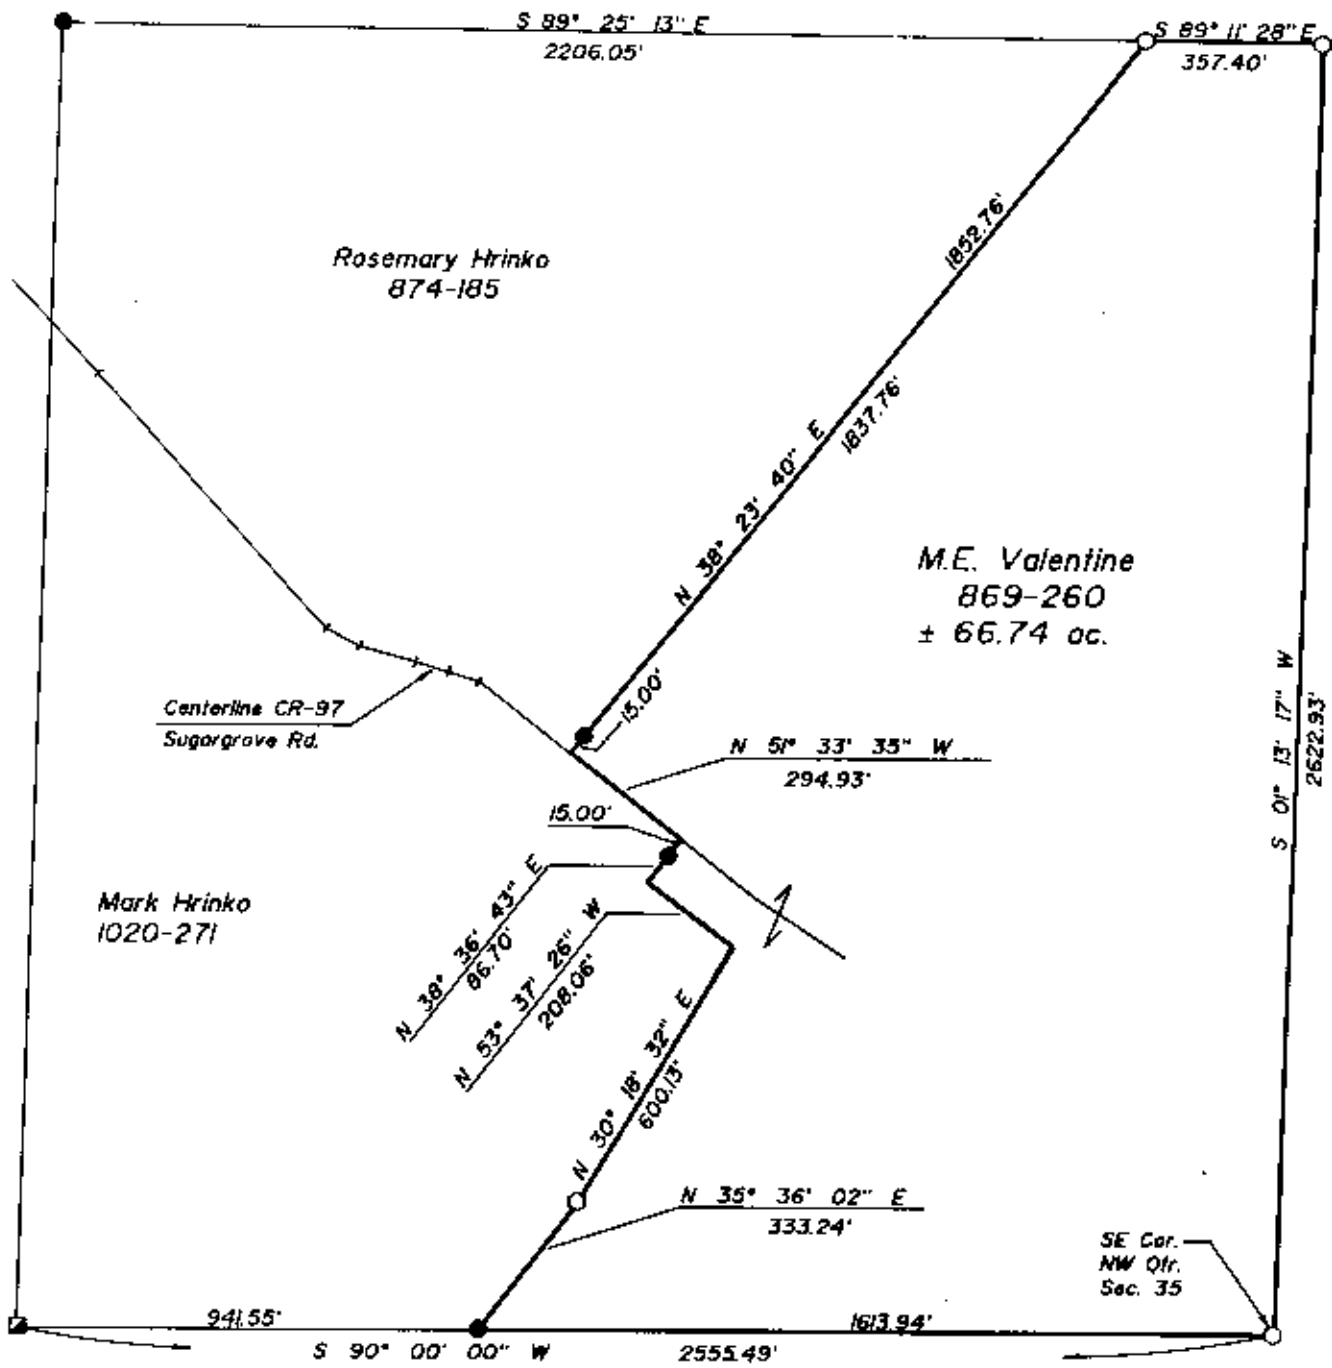 S 89° 25' 13" E
2206.05'
S 89° 11' 28" E
357.40'
Rosemary Hrinko
874-185
1852.76'
N 38° 23' 40" E
1837.76'
M.E. Valentine
869-260
± 66.74 ac.
S 01° 13' 17" W
2622.93'
Centerline CR-97
Sugargrove Rd.
15.00'
N 51° 33' 35" W
294.93'
15.00'
Mark Hrinko
1020-271
N 38° 36' 43" E
86.70'
N 53° 37' 26" W
208.06'
N 30° 18' 32" E
600.13'
N 35° 36' 02" E
333.24'
SE Cor.
NW Qtr.
Sec. 35
941.55'
1613.94'
S 90° 00' 00" W
2555.49'